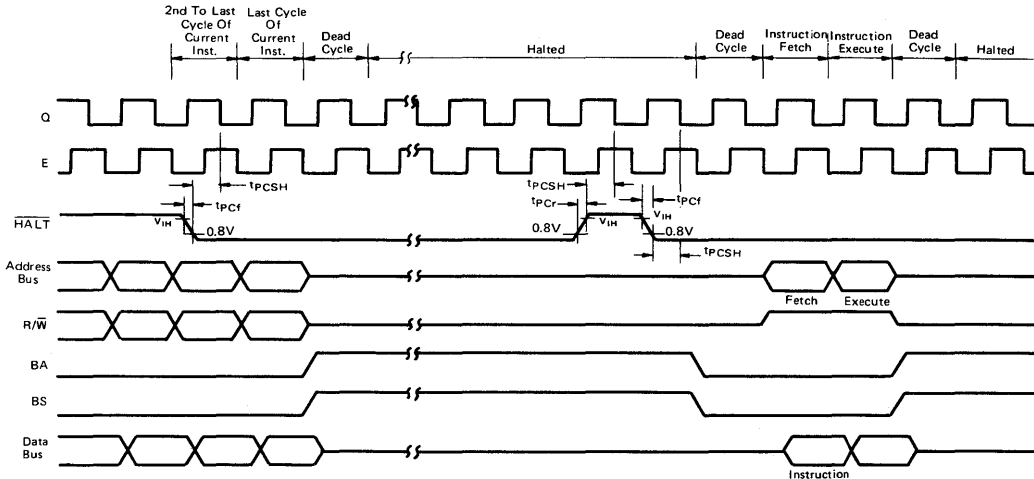 2nd To Last
Cycle Of
Current
Inst.
Last Cycle
Of
Current
Inst.
Dead
Cycle
Halted
Dead
Cycle
Instruction
Fetch
Instruction
Execute
Dead
Cycle
Halted
Q
E
tPCSH
tPCSH
tPCf
tPCr
tPCf
HALT
VIH
0.8V
0.8V
VIH
VIH
0.8V
tPCSH
Address
Bus
Fetch
Execute
R/W
BA
BS
Data
Bus
Instruction